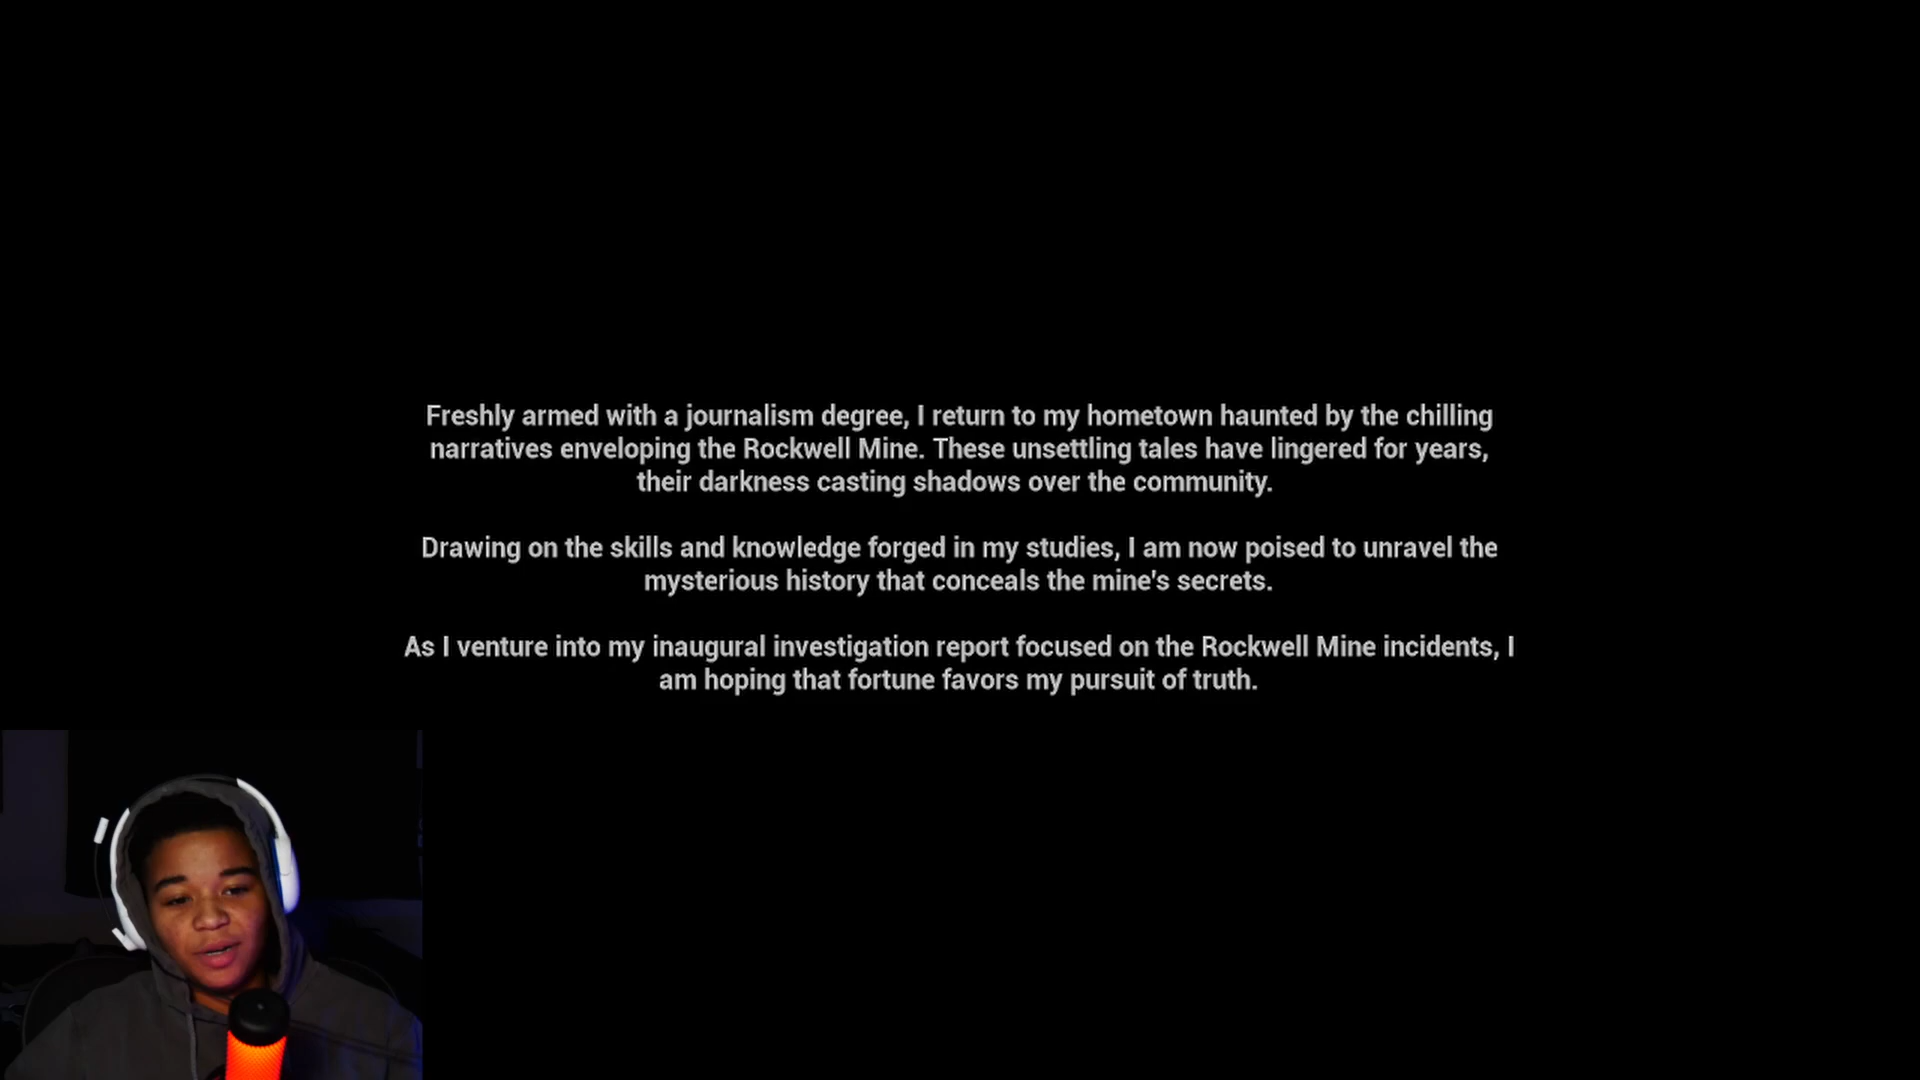 Freshly armed with a journalism degree, I return to my hometown haunted by the chilling
narratives enveloping the Rockwell Mine. These unsettling tales have lingered for years,
their darkness casting shadows over the community.
Drawing on the skills and knowledge forged in my studies, I am now poised to unravel the
mysterious history that conceals the mine's secrets.
As I venture into my inaugural investigation report focused on the Rockwell Mine incidents, I
am hoping that fortune favors my pursuit of truth.